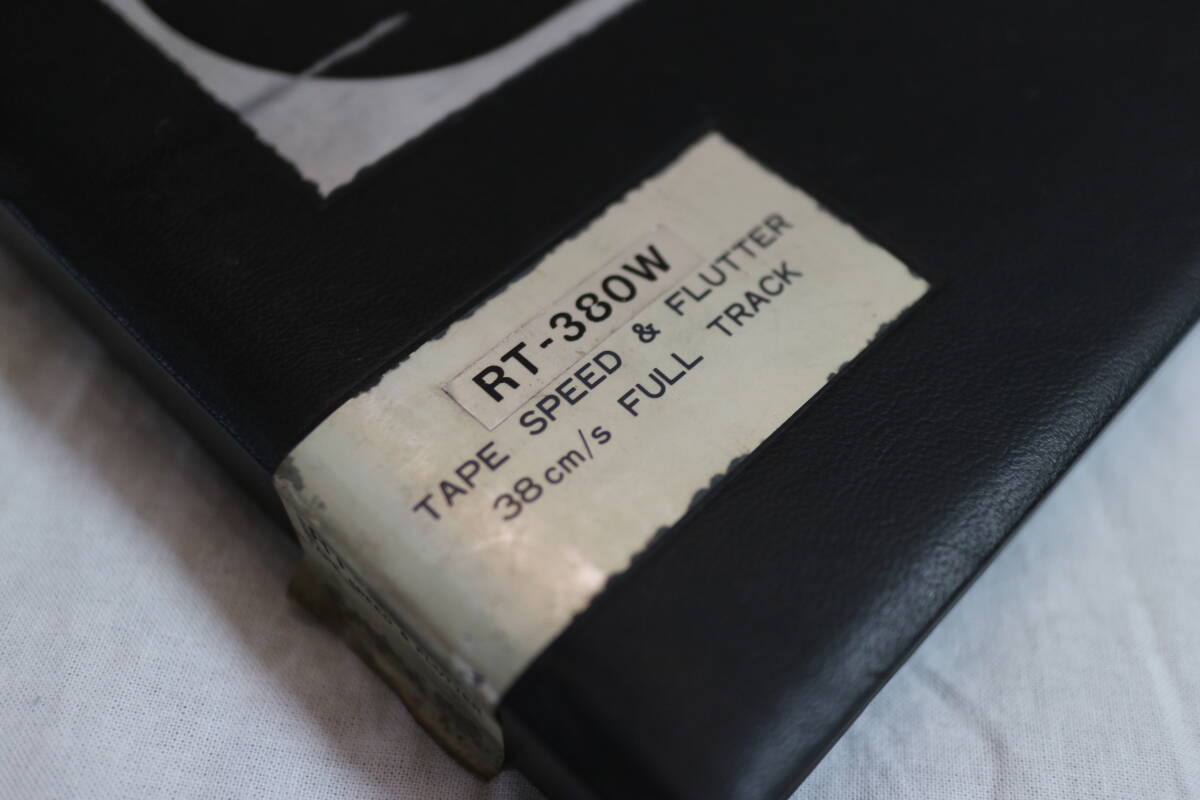 RT-380W
TAPE SPEED & FLUTTER
38cm/s FULL TRACK